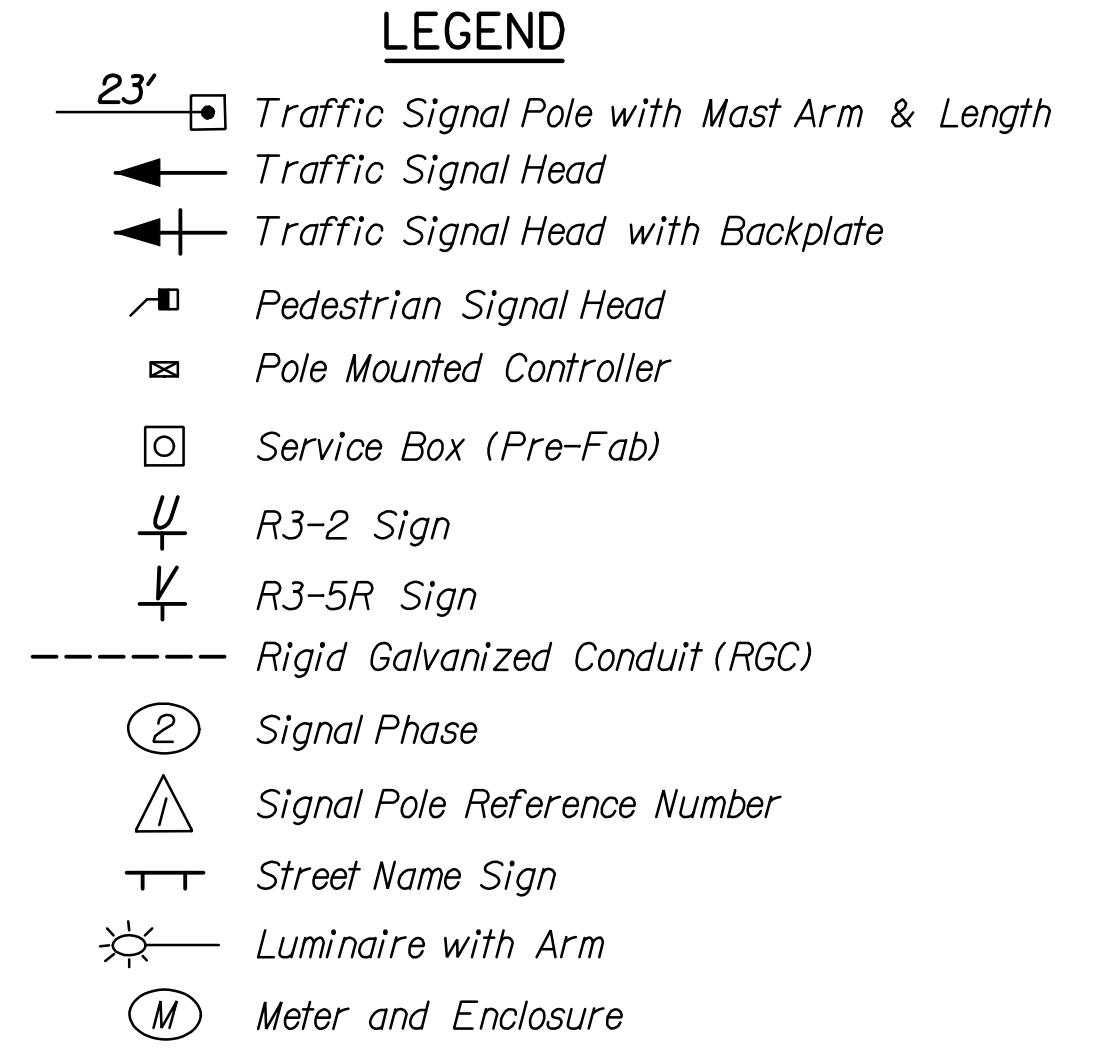 LEGEND
23' Traffic Signal Pole with Mast Arm & Length
Traffic Signal Head
Traffic Signal Head with Backplate
Pedestrian Signal Head
Pole Mounted Controller
Service Box (Pre-Fab)
U R3-2 Sign
V R3-5R Sign
Rigid Galvanized Conduit (RGC)
2 Signal Phase
1 Signal Pole Reference Number
Street Name Sign
Luminaire with Arm
M Meter and Enclosure